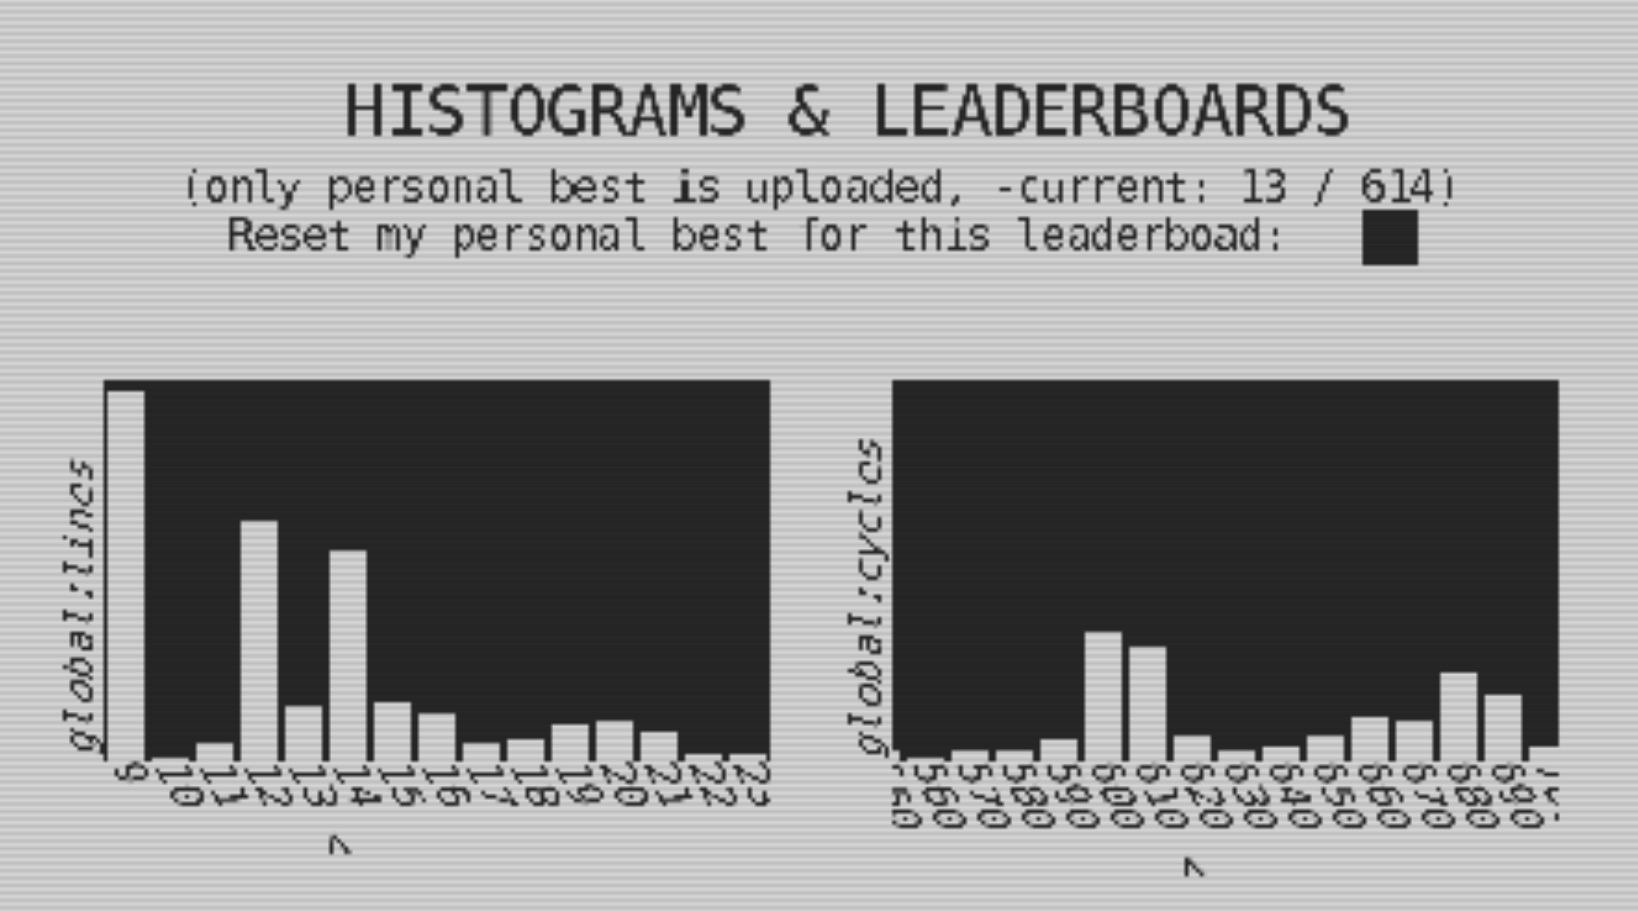 HISTOGRAMS & LEADERBOARDS
(only personal best is uploaded, -current: 13 / 614)
Reset my personal best for this leaderboad:
global:lines
9 10 11 12 13 14 15 16 17 18 19 20 21 22
^
global:cycles
560 570 580 590 600 610 620 630 640 650 660 670 680 690
^